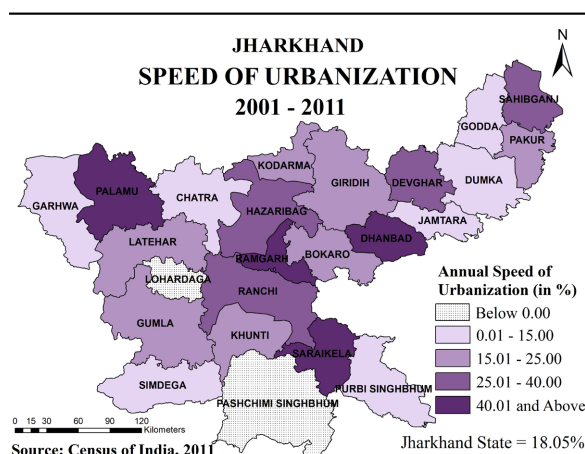 JHARKHAND
SPEED OF URBANIZATION
2001 - 2011
N
SAHIBGANJ
GODDA
PAKUR
KODARMA
PALAMU
CHATRA
GIRIDIH
DEVGHAR
DUMKA
GARHWA
HAZARIBAG
JAMTARA
LATEHAR
DHANBAD
RAMGARH
BOKARO
LOHARDAGA
RANCHI
GUMLA
KHUNTI
SARAIKELA
SIMDEGA
PURBI SINGHBHUM
PASHCHIMI SINGHBHUM
Annual Speed of
Urbanization (in %)
Below 0.00
0.01 - 15.00
15.01 - 25.00
25.01 - 40.00
40.01 and Above
0 15 30 60 90 120
Kilometers
Source: Census of India, 2011
Jharkhand State = 18.05%